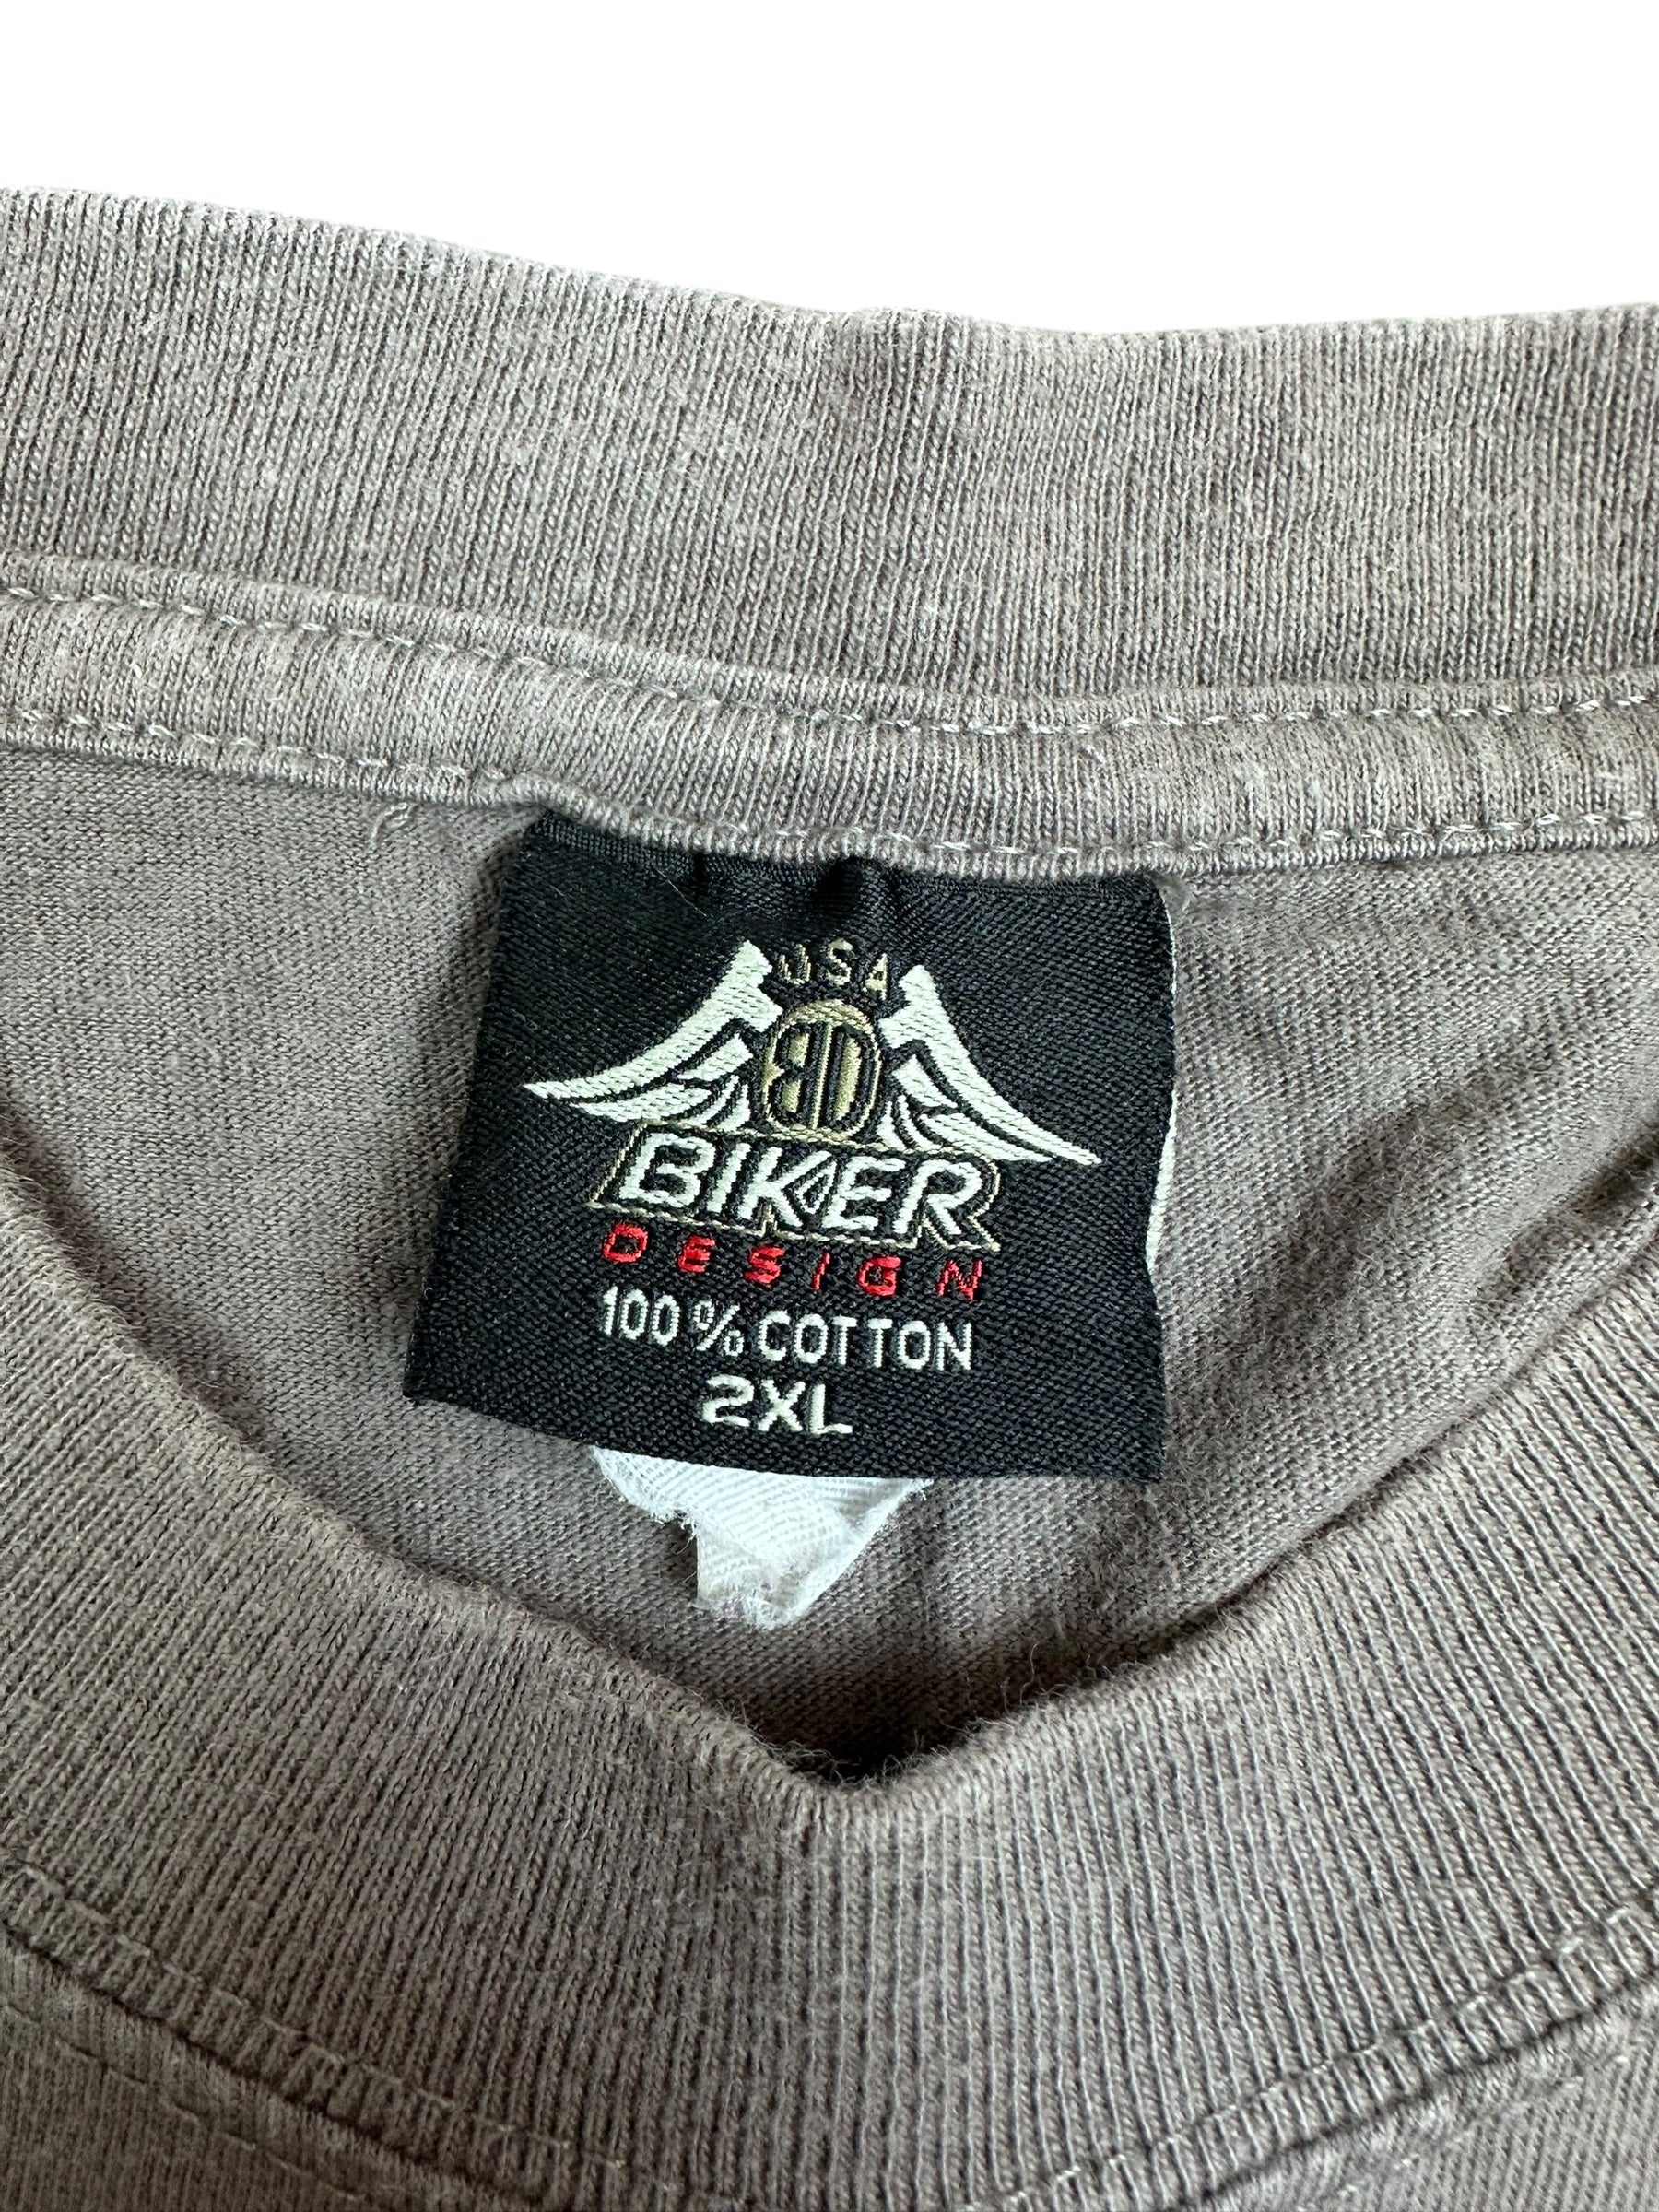 USA
BD
BIKER
DESIGN
100% COTTON
2XL